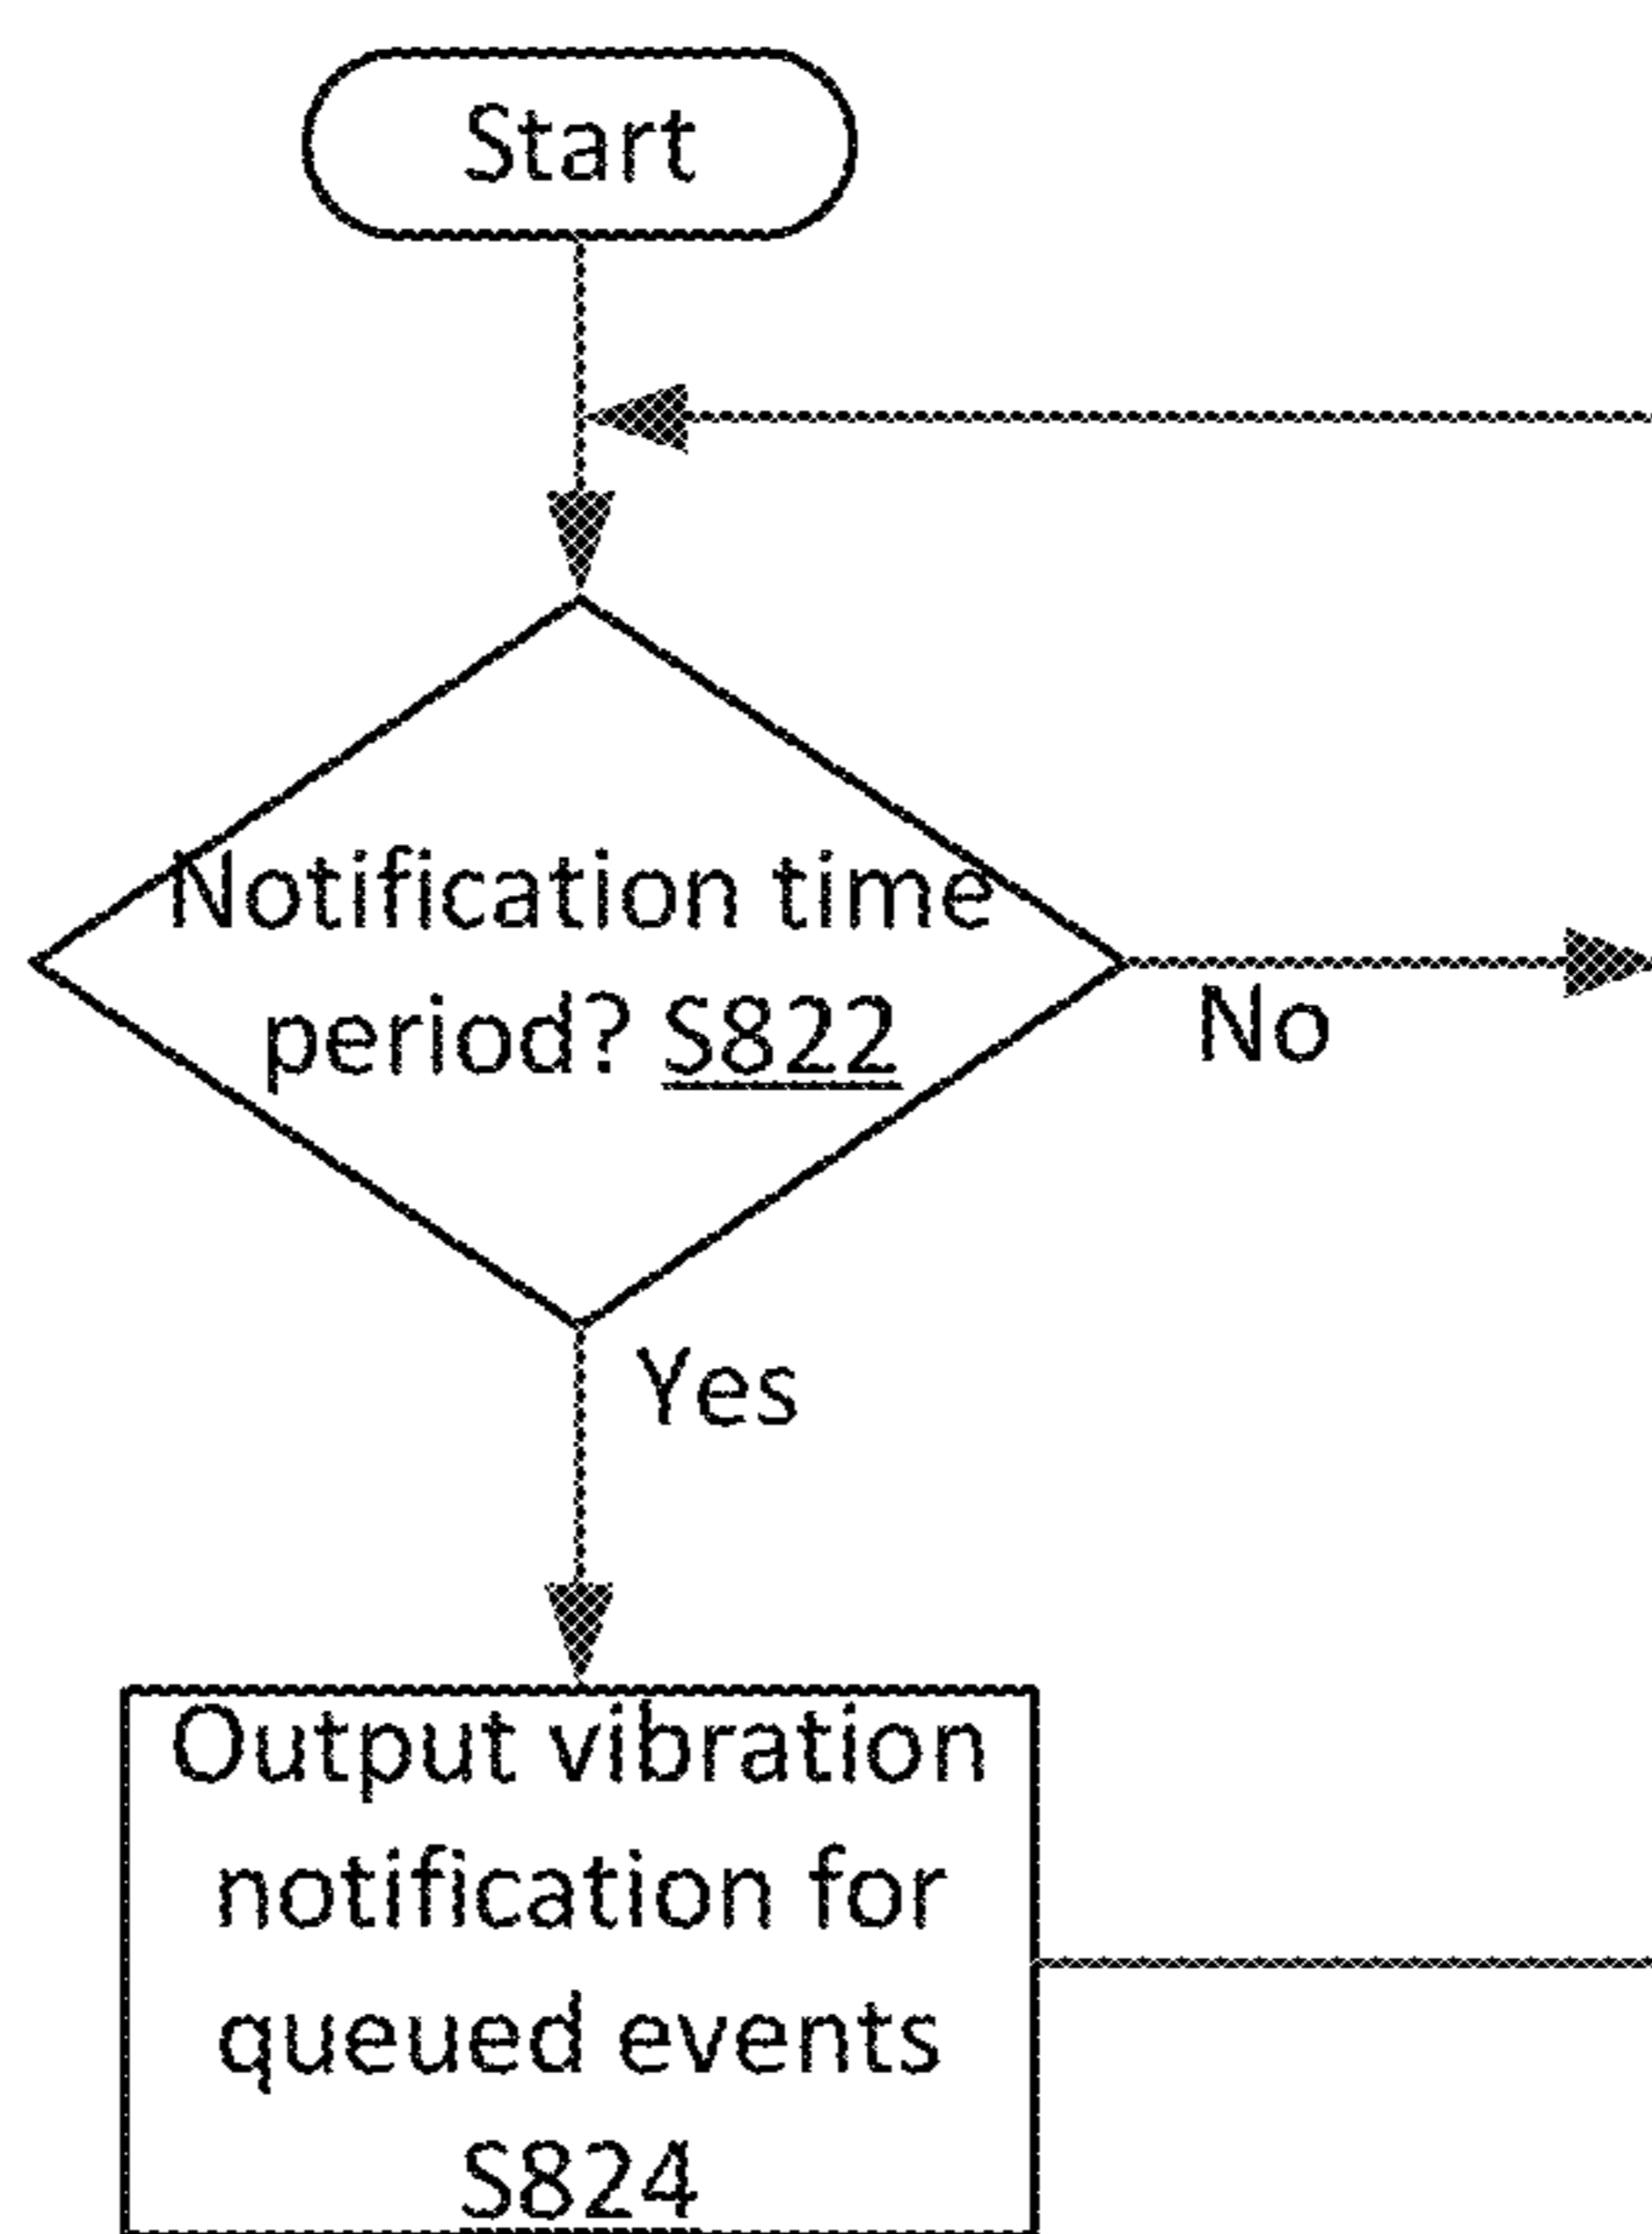 Start
Notification time
period? S822
No
Yes
Output vibration
notification for
queued events
S824